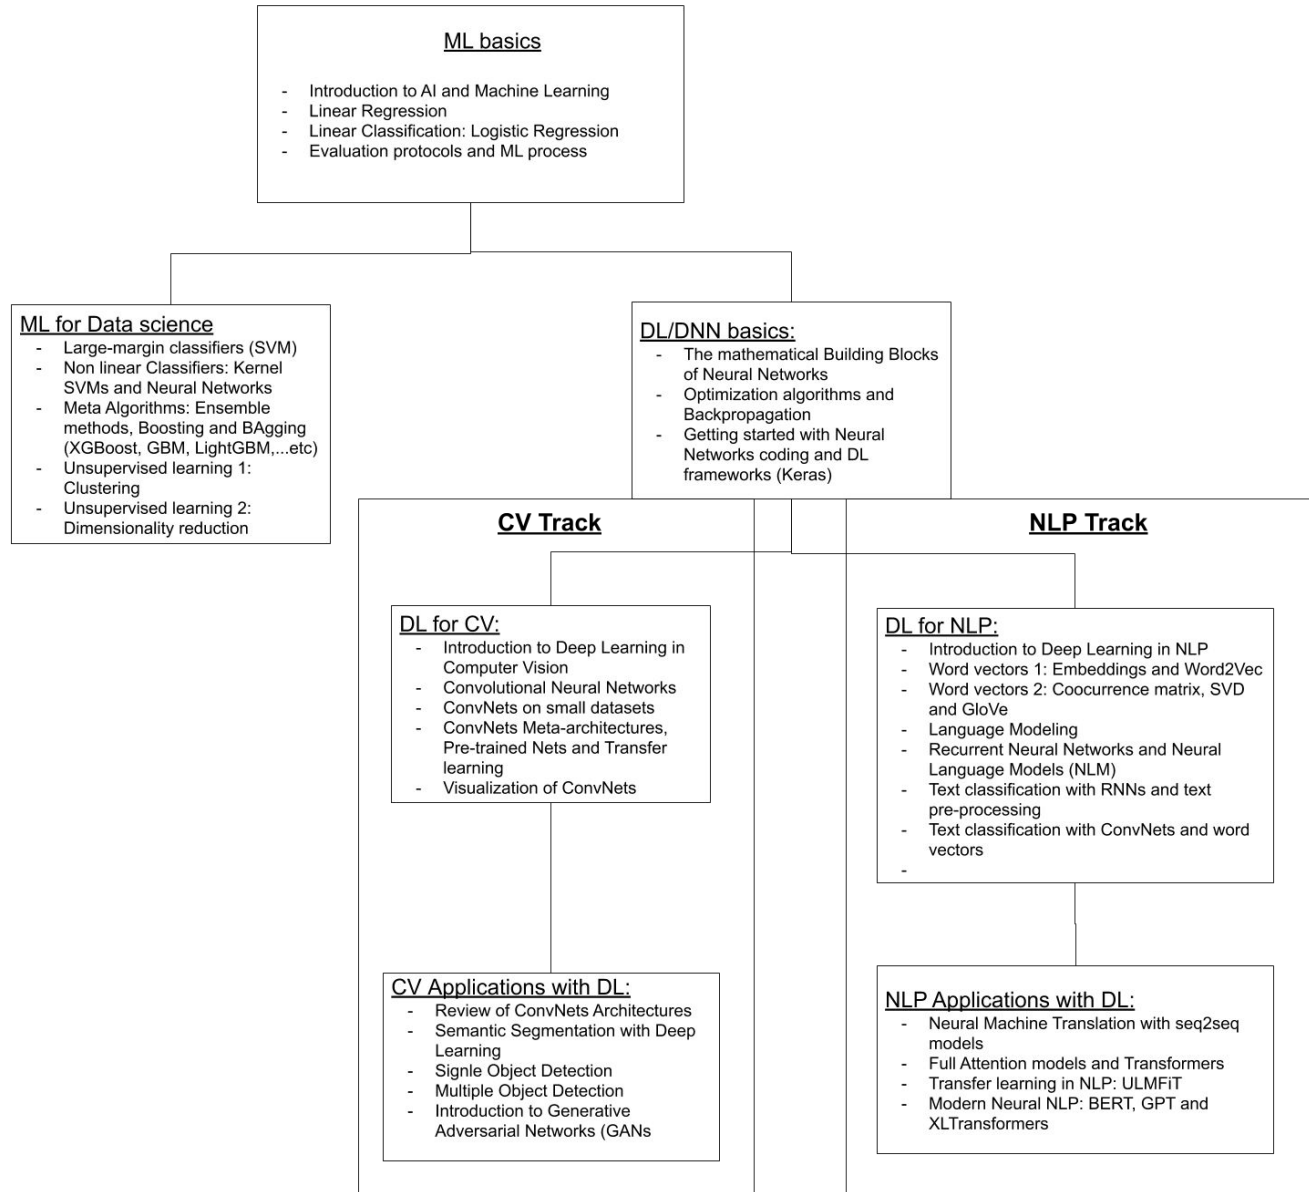 ML basics
- Introduction to AI and Machine Learning
- Linear Regression
- Linear Classification: Logistic Regression
- Evaluation protocols and ML process
ML for Data science
- Large-margin classifiers (SVM)
- Non linear Classifiers: Kernel
SVMs and Neural Networks
- Meta Algorithms: Ensemble
methods, Boosting and BAgging
(XGBoost, GBM, LightGBM,...etc)
- Unsupervised learning 1:
Clustering
- Unsupervised learning 2:
Dimensionality reduction
DL/DNN basics:
- The mathematical Building Blocks
of Neural Networks
- Optimization algorithms and
Backpropagation
- Getting started with Neural
Networks coding and DL
frameworks (Keras)
CV Track
DL for CV:
- Introduction to Deep Learning in
Computer Vision
- Convolutional Neural Networks
- ConvNets on small datasets
- ConvNets Meta-architectures,
Pre-trained Nets and Transfer
learning
- Visualization of ConvNets
CV Applications with DL:
- Review of ConvNets Architectures
- Semantic Segmentation with Deep
Learning
- Signle Object Detection
- Multiple Object Detection
- Introduction to Generative
Adversarial Networks (GANs
NLP Track
DL for NLP:
- Introduction to Deep Learning in NLP
- Word vectors 1: Embeddings and Word2Vec
- Word vectors 2: Coocurrence matrix, SVD
and GloVe
- Language Modeling
- Recurrent Neural Networks and Neural
Language Models (NLM)
- Text classification with RNNs and text
pre-processing
- Text classification with ConvNets and word
vectors
-
NLP Applications with DL:
- Neural Machine Translation with seq2seq
models
- Full Attention models and Transformers
- Transfer learning in NLP: ULMFiT
- Modern Neural NLP: BERT, GPT and
XLTransformers